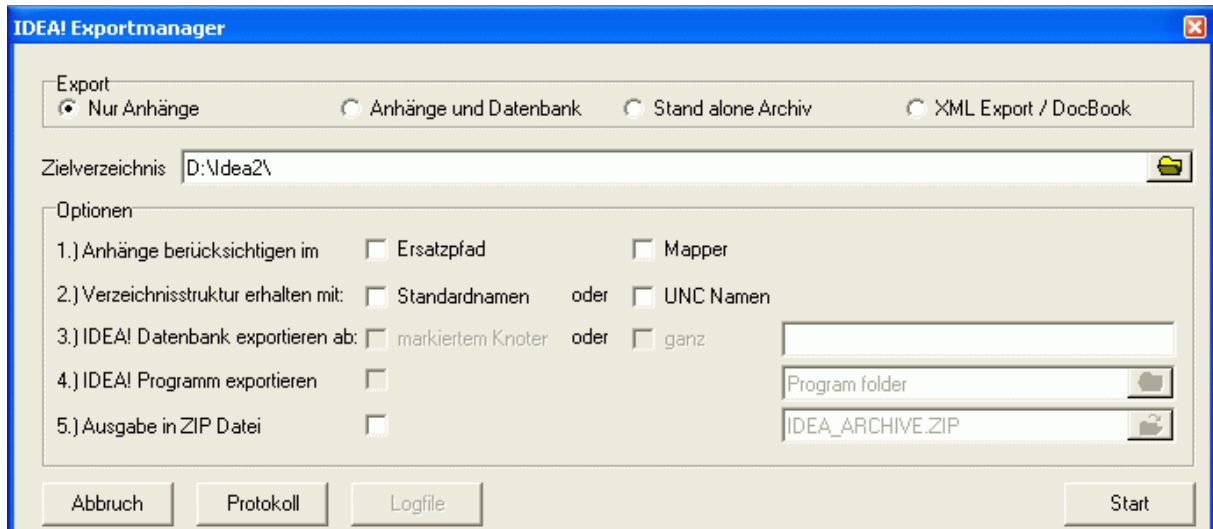 IDEA! Exportmanager
Export
Nur Anhänge Anhänge und Datenbank Stand alone Archiv XML Export / DocBook
Zielverzeichnis D:\Idea2\
Optionen
1.) Anhänge berücksichtigen im Ersatzpfad Mapper
2.) Verzeichnisstruktur erhalten mit: Standardnamen oder UNC Namen
3.) IDEA! Datenbank exportieren ab: markiertem Knoter oder ganz
4.) IDEA! Programm exportieren Program folder
5.) Ausgabe in ZIP Datei IDEA_ARCHIVE.ZIP
Abbruch Protokoll Logfile Start